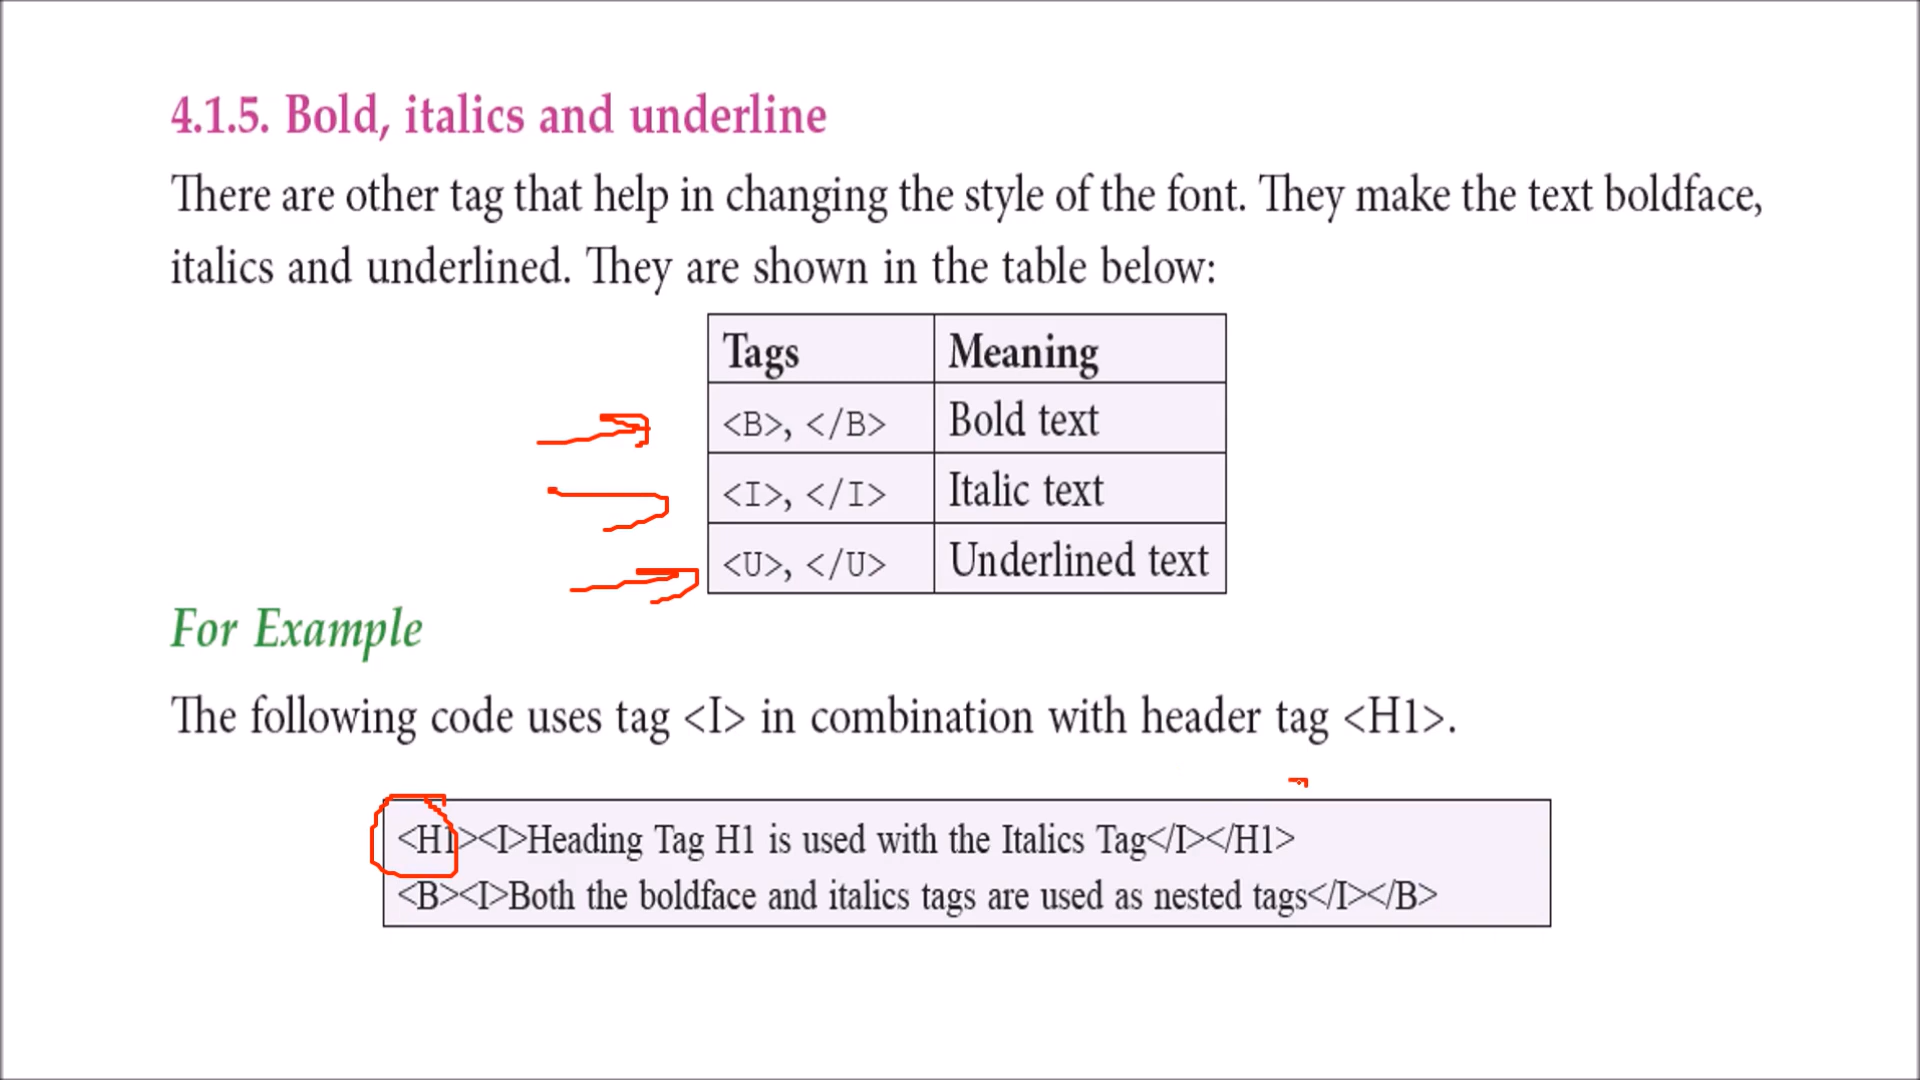 4.1.5. Bold, italics and underline
There are other tag that help in changing the style of the font. They make the text boldface,
italics and underlined. They are shown in the table below:
Tags Meaning
<B>, </B> Bold text
<I>, </I> Italic text
<U>, </U> Underlined text
For Example
The following code uses tag <I> in combination with header tag <H1>.
<H1><I>Heading Tag H1 is used with the Italics Tag</I></H1>
<B><I>Both the boldface and italics tags are used as nested tags</I></B>